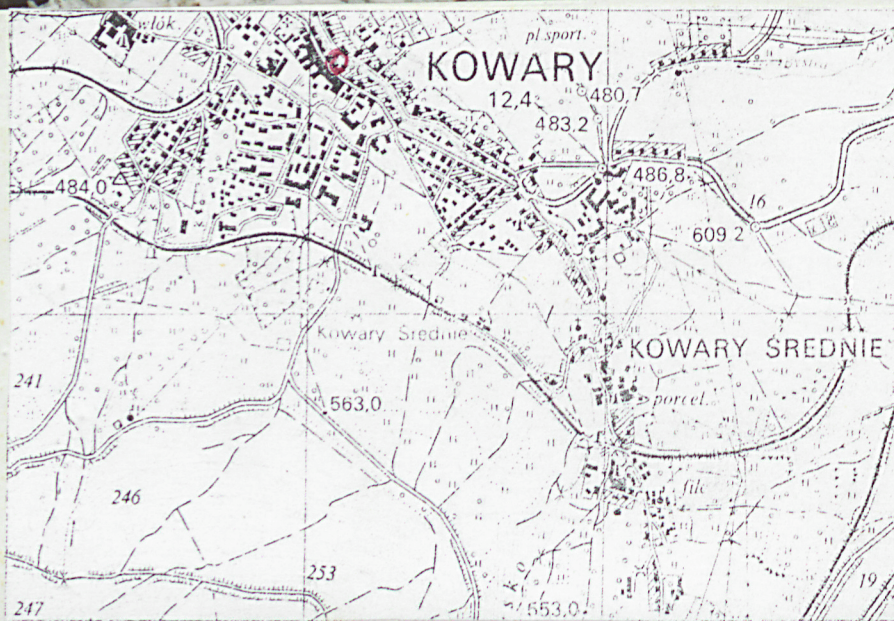 włók.
pl sport.
KOWARY
12,4
480,7
483.2
484,0
486,8
16
609.2
Kowary Średnie
KOWARY ŚREDNIE
241
563,0
porcel.
246
filc
253
553,0
19
247